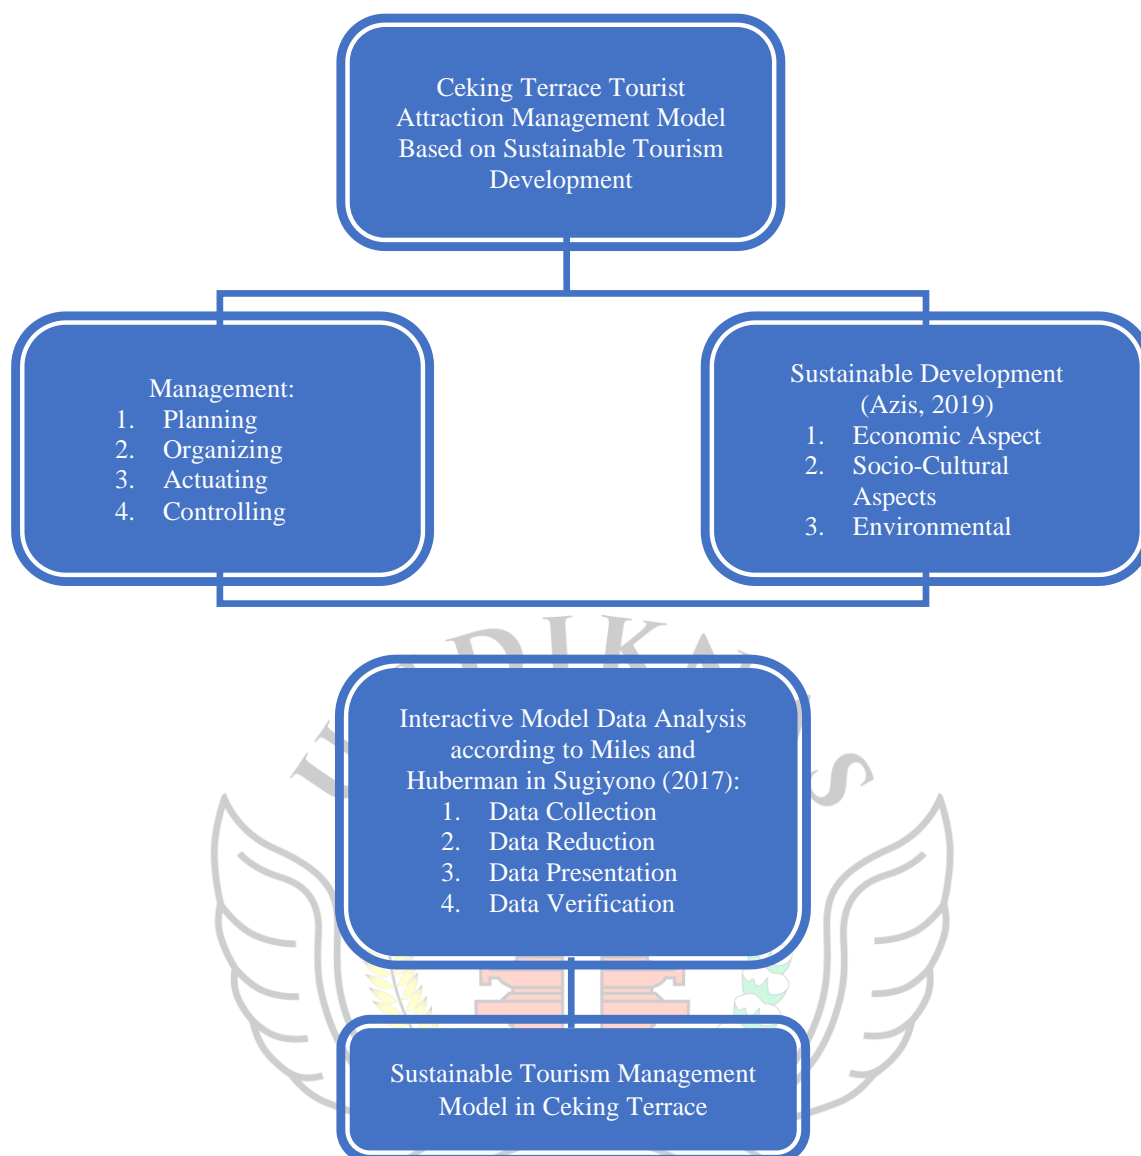 Ceking Terrace Tourist
Attraction Management Model
Based on Sustainable Tourism
Development
Management:
1. Planning
2. Organizing
3. Actuating
4. Controlling
Sustainable Development
(Azis, 2019)
1. Economic Aspect
2. Socio-Cultural
Aspects
3. Environmental
Interactive Model Data Analysis
according to Miles and
Huberman in Sugiyono (2017):
1. Data Collection
2. Data Reduction
3. Data Presentation
4. Data Verification
Sustainable Tourism Management
Model in Ceking Terrace